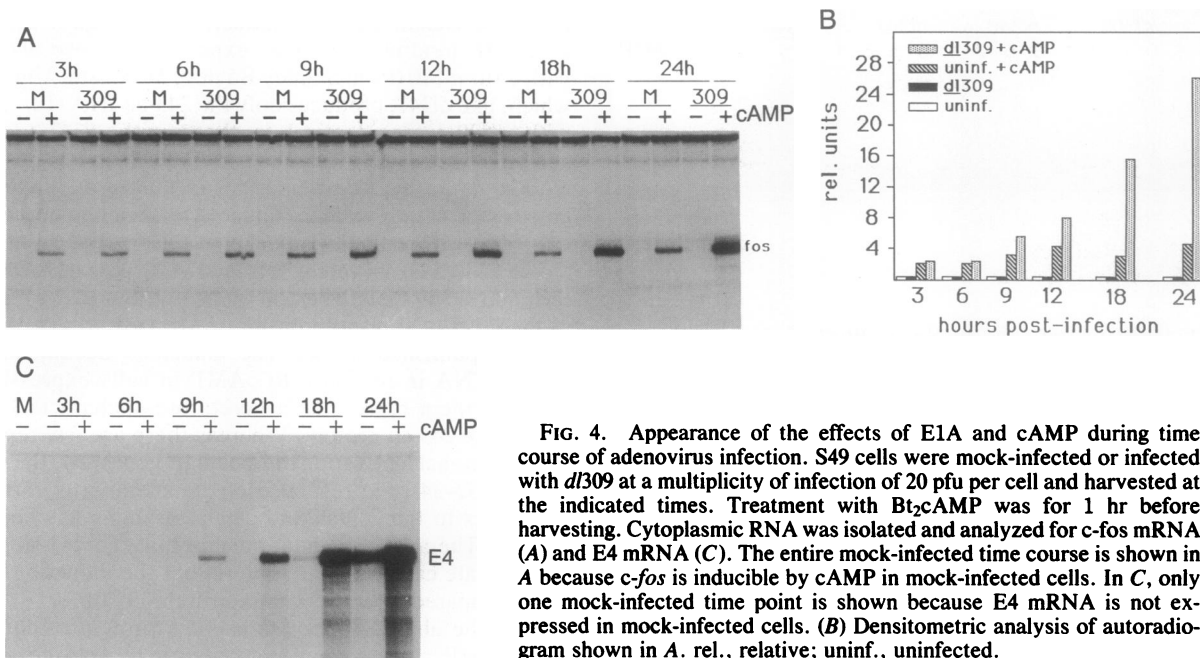 A
3h 6h 9h 12h 18h 24h
M 309 M 309 M 309 M 309 M 309 M 309
− + − + − + − + − + − + − + − + − + − + − + − + cAMP
fos
B
dl309 + cAMP
uninf. + cAMP
dl309
uninf.
28
24
20
16
12
8
4
rel. units
3 6 9 12 18 24
hours post-infection
C
M 3h 6h 9h 12h 18h 24h
− − + − + − + − + − + − + cAMP
E4
FIG. 4. Appearance of the effects of E1A and cAMP during time
course of adenovirus infection. S49 cells were mock-infected or infected
with dl309 at a multiplicity of infection of 20 pfu per cell and harvested at
the indicated times. Treatment with Bt₂cAMP was for 1 hr before
harvesting. Cytoplasmic RNA was isolated and analyzed for c-fos mRNA
(A) and E4 mRNA (C). The entire mock-infected time course is shown in
A because c-fos is inducible by cAMP in mock-infected cells. In C, only
one mock-infected time point is shown because E4 mRNA is not ex-
pressed in mock-infected cells. (B) Densitometric analysis of autoradio-
gram shown in A. rel., relative; uninf., uninfected.